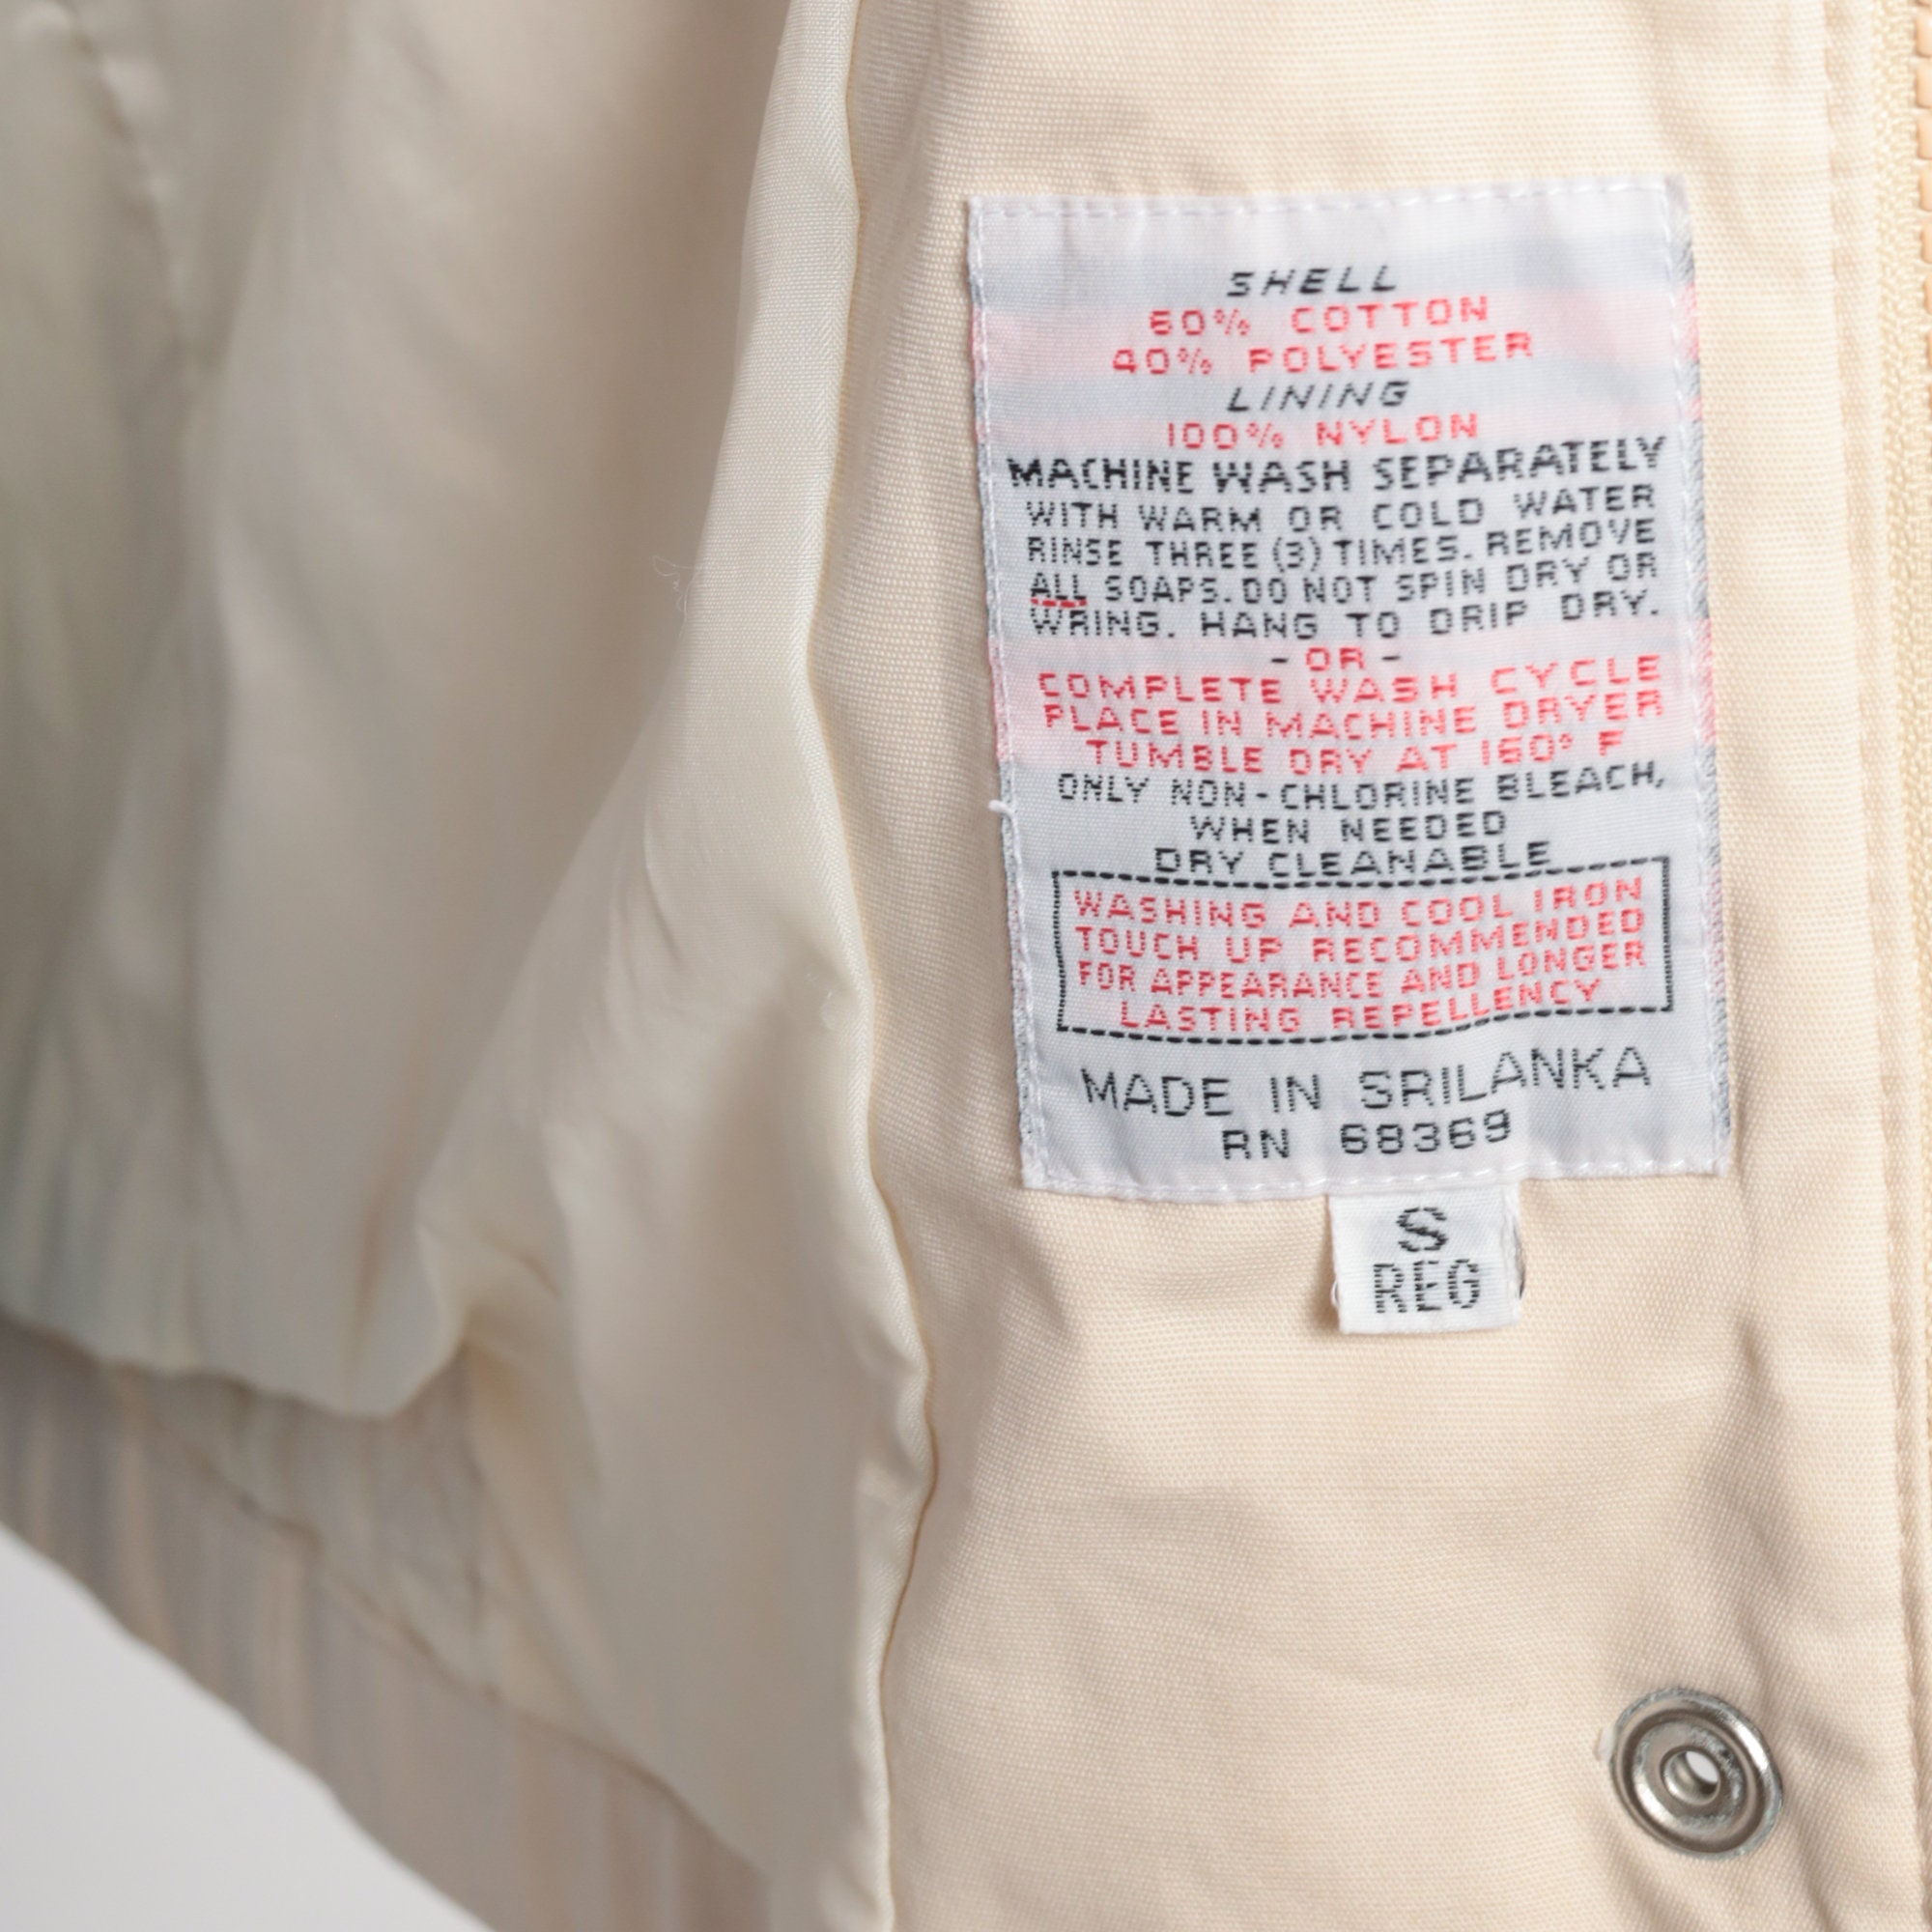 SHELL
60% COTTON
40% POLYESTER
LINING
100% NYLON
MACHINE WASH SEPARATELY
WITH WARM OR COLD WATER
RINSE THREE (3) TIMES. REMOVE
ALL SOAPS. DO NOT SPIN DRY OR
WRING. HANG TO DRIP DRY.
- OR -
COMPLETE WASH CYCLE
PLACE IN MACHINE DRYER
TUMBLE DRY AT 160° F
ONLY NON-CHLORINE BLEACH,
WHEN NEEDED
DRY CLEANABLE
WASHING AND COOL IRON
TOUCH UP RECOMMENDED
FOR APPEARANCE AND LONGER
LASTING REPELLENCY
MADE IN SRILANKA
RN 68369
S
REG